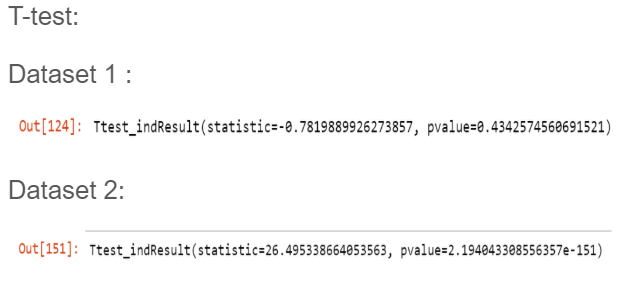 T-test:
Dataset 1 :
Out[124]: Ttest_indResult(statistic=-0.7819889926273857, pvalue=0.4342574560691521)
Dataset 2:
Out[151]: Ttest_indResult(statistic=26.495338664053563, pvalue=2.194043308556357e-151)